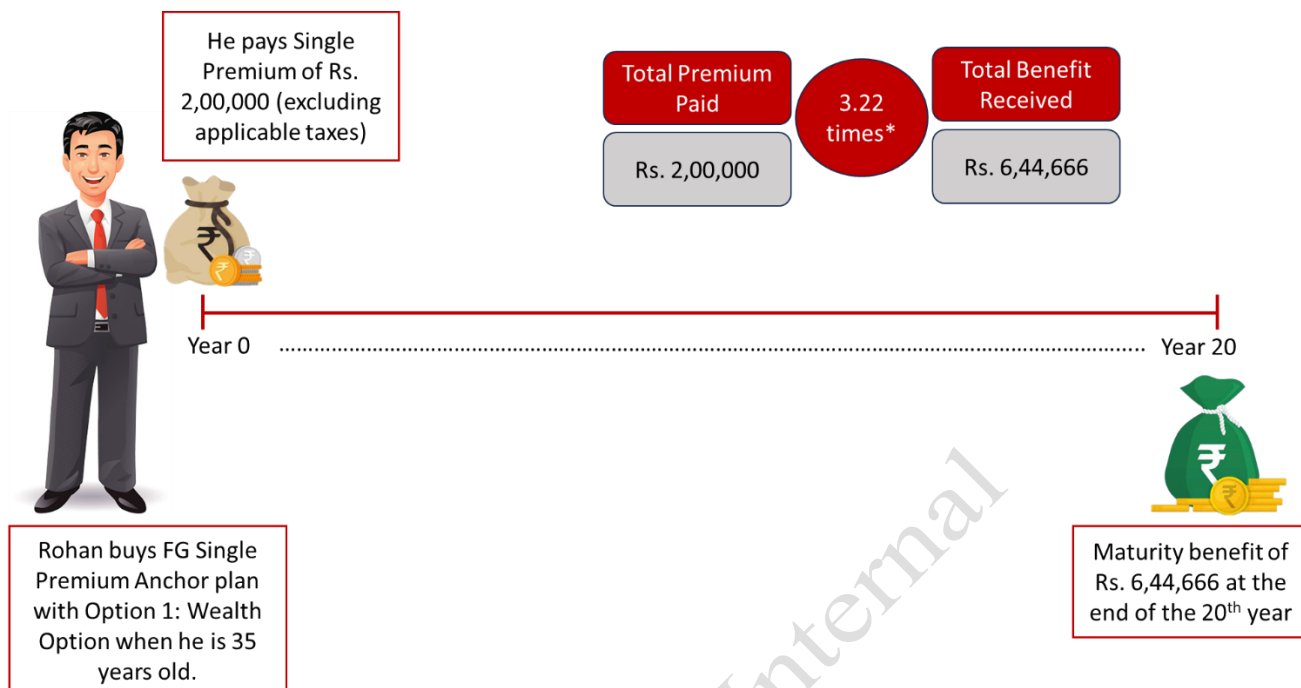 He pays Single
Premium of Rs.
2,00,000 (excluding
applicable taxes)
Total Premium
Paid
3.22
times*
Total Benefit
Received
Rs. 2,00,000
Rs. 6,44,666
₹
₹
₹
Year 0
Year 20
₹
₹
Rohan buys FG Single
Premium Anchor plan
with Option 1: Wealth
Option when he is 35
years old.
Maturity benefit of
Rs. 6,44,666 at the
end of the 20th year
Internal